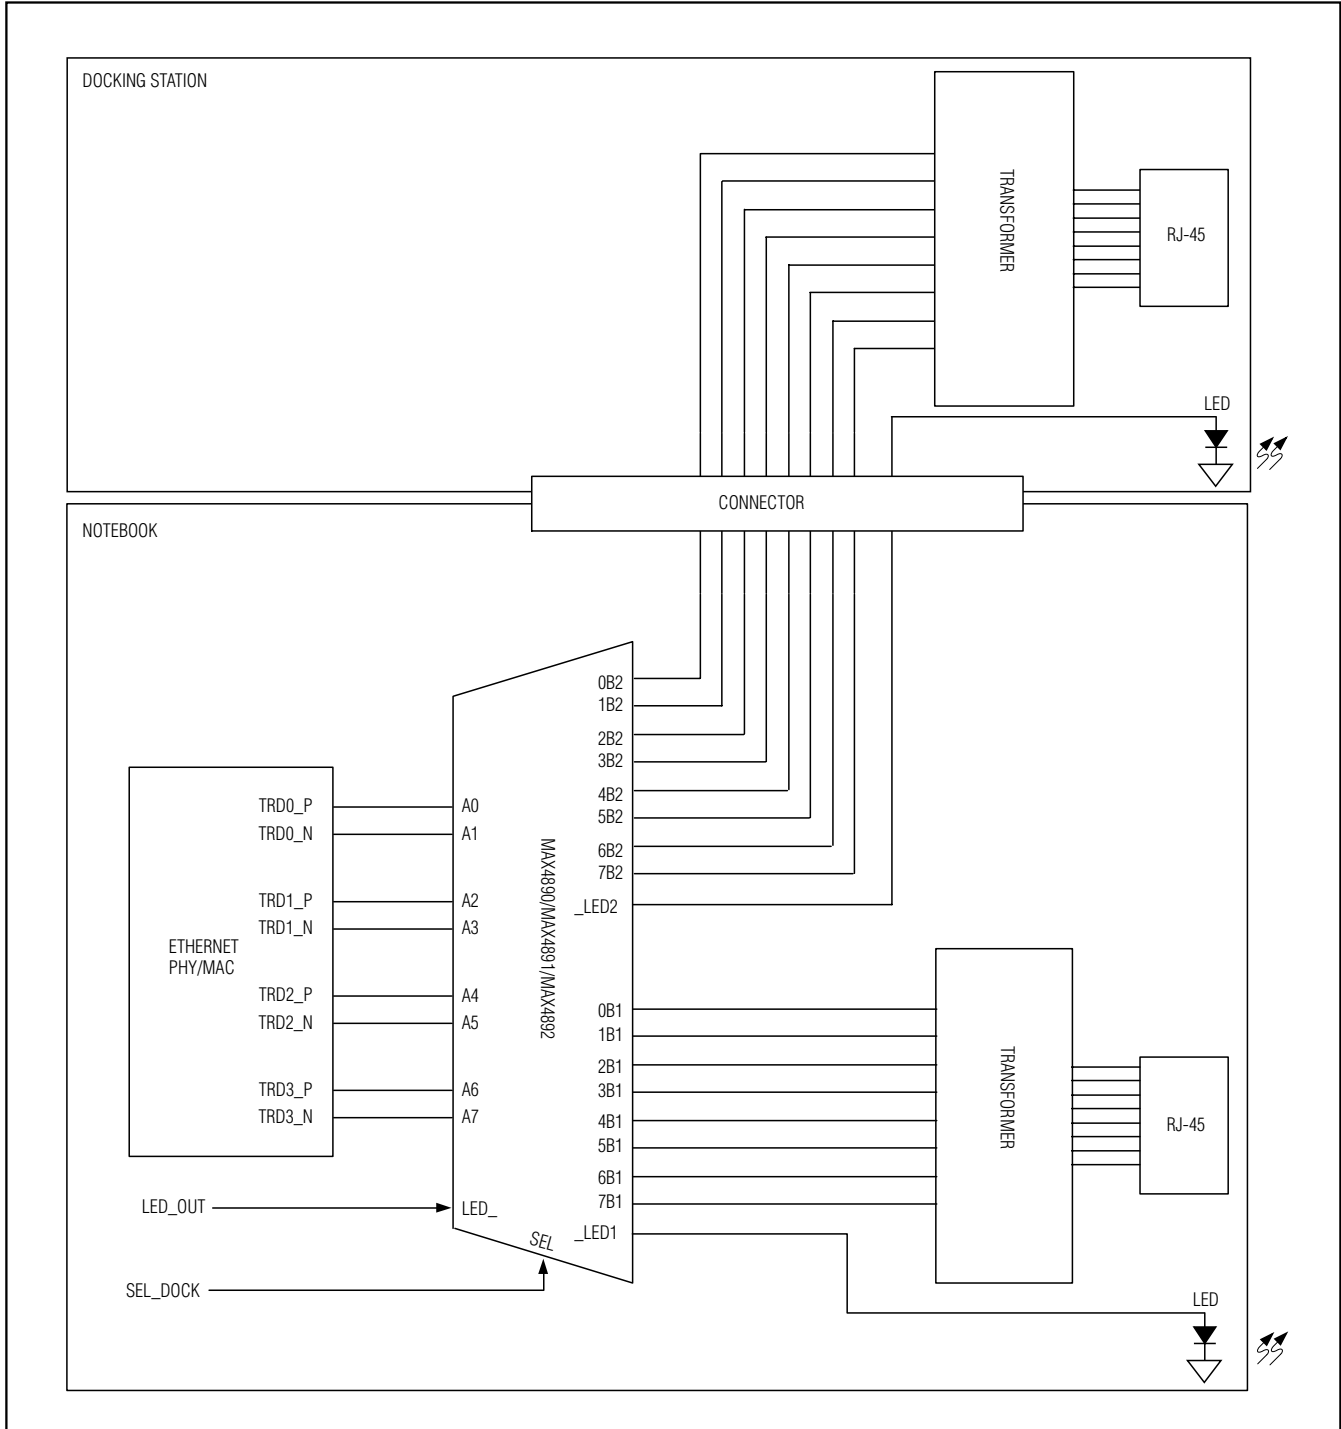 DOCKING STATION
TRANSFORMER
RJ-45
LED
CONNECTOR
NOTEBOOK
0B2
1B2
2B2
3B2
4B2
5B2
6B2
7B2
_LED2
ETHERNET
PHY/MAC
TRD0_P
TRD0_N
TRD1_P
TRD1_N
TRD2_P
TRD2_N
TRD3_P
TRD3_N
A0
A1
A2
A3
A4
A5
A6
A7
MAX4890/MAX4891/MAX4892
0B1
1B1
2B1
3B1
4B1
5B1
6B1
7B1
_LED1
TRANSFORMER
RJ-45
LED_OUT
LED_
SEL
SEL_DOCK
LED